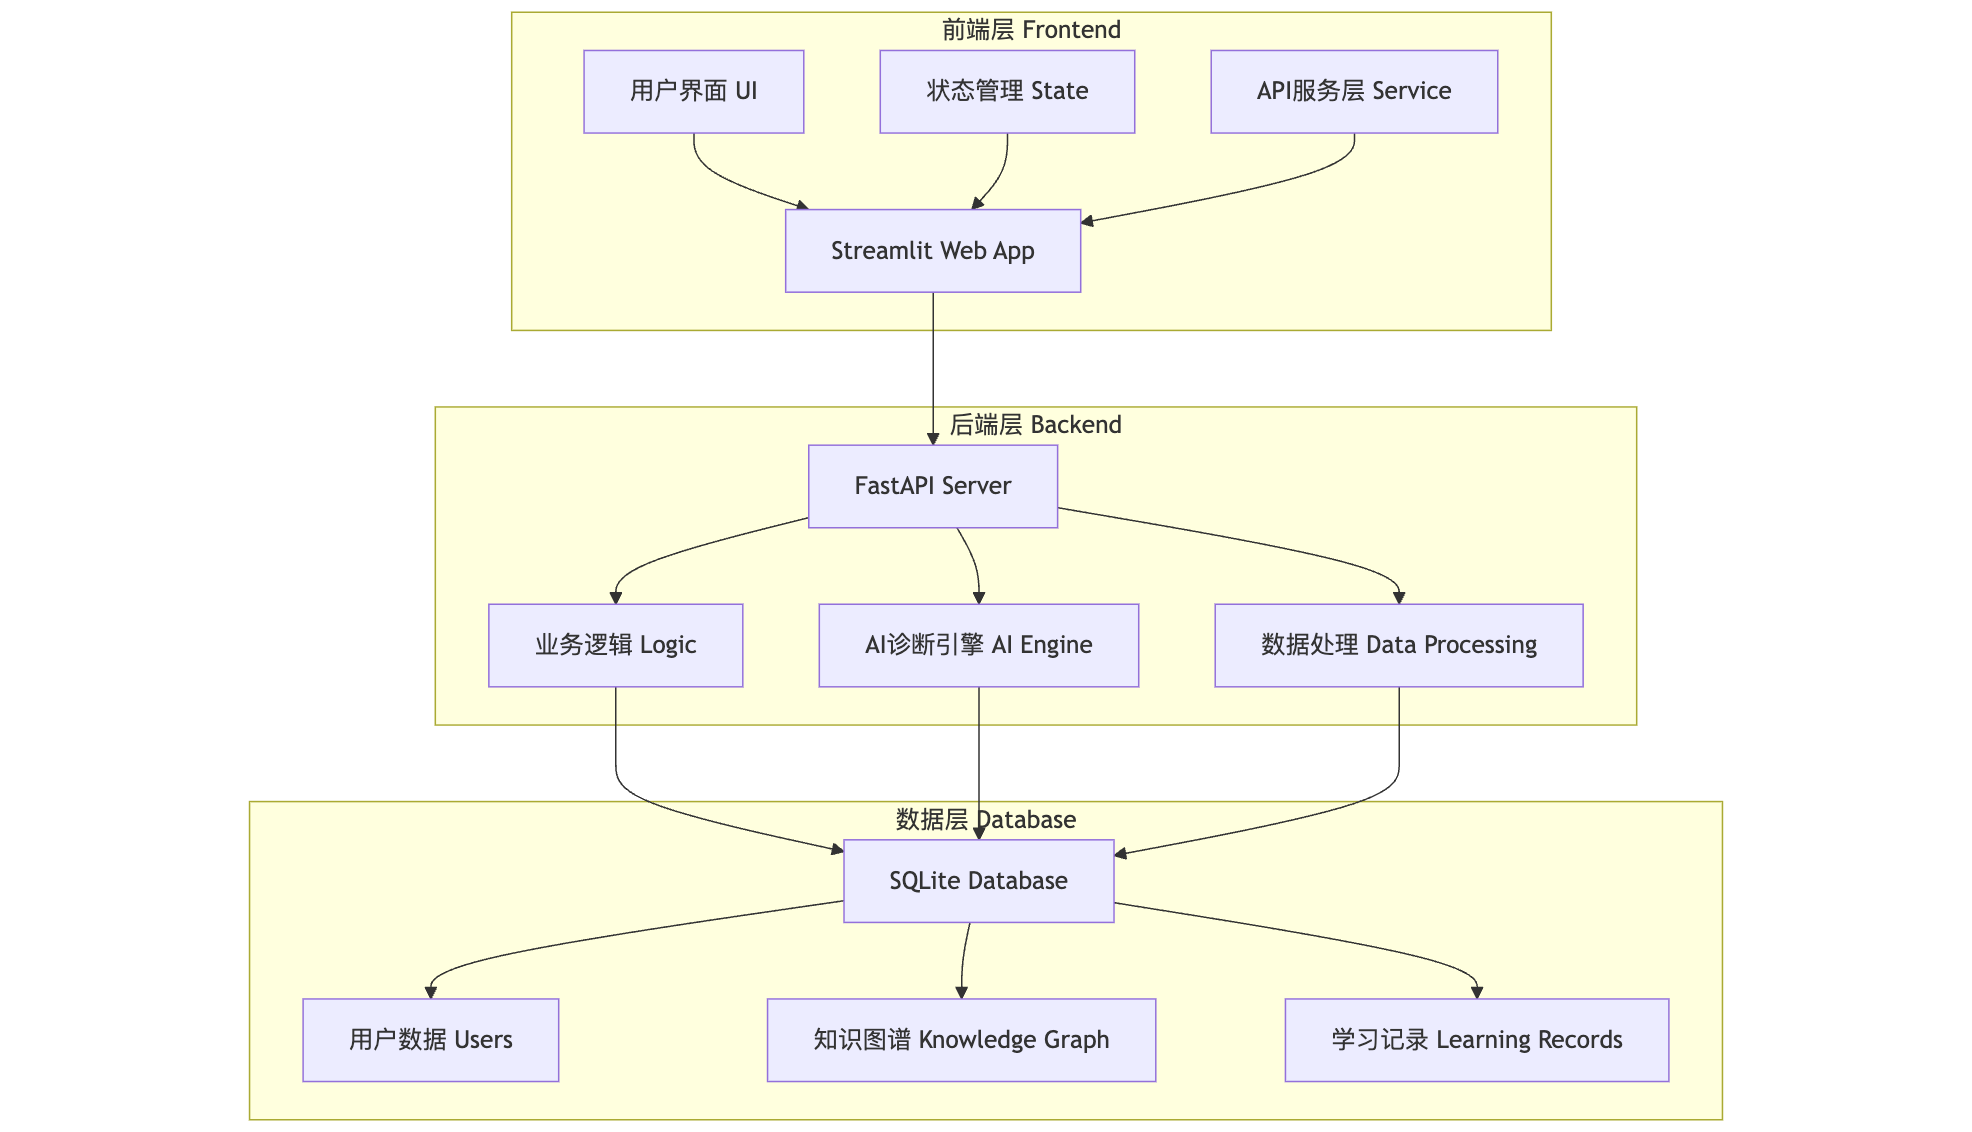 前端层 Frontend
用户界面 UI
状态管理 State
API服务层 Service
Streamlit Web App
后端层 Backend
FastAPI Server
业务逻辑 Logic
AI诊断引擎 AI Engine
数据处理 Data Processing
数据层 Database
SQLite Database
用户数据 Users
知识图谱 Knowledge Graph
学习记录 Learning Records